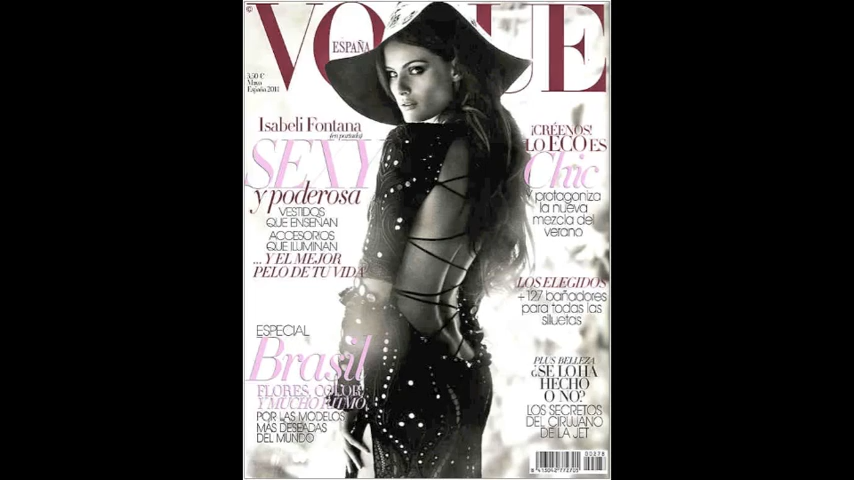 VOGUE
ESPAÑA
3,50 €
Mayo
España 2011
Isabeli Fontana
(en portada)
SEXY
y poderosa
VESTIDOS
QUE ENSEÑAN
ACCESORIOS
QUE ILUMINAN
... Y EL MEJOR
PELO DE TU VIDA
ESPECIAL
Brasil
FLORES, COLOR
Y MUCHO RITMO
POR LAS MODELOS
MÁS DESEADAS
DEL MUNDO
¡CRÉENOS!
LO ECO ES
Chic
Y protagoniza
la nueva
mezcla del
verano
LOS ELEGIDOS
+127 bañadores
para todas las
siluetas
PLUS BELLEZA
¿SE LO HA
HECHO
O NO?
LOS SECRETOS
DEL CIRUJANO
DE LA JET
00278